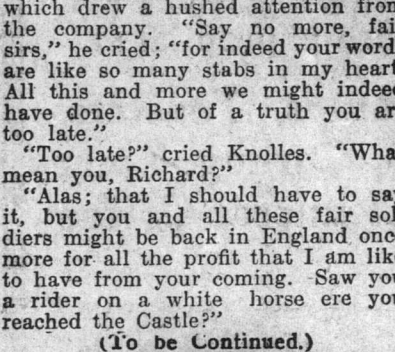 which drew a hushed attention from
the company. "Say no more, fai
sirs," he cried; "for indeed your word
are like so many stabs in my heart
All this and more we might indee
have done. But of a truth you ar
too late."
"Too late?" cried Knolles. "Wha
mean you, Richard?"
"Alas; that I should have to sa
it, but you and all these fair sol
diers might be back in England onc
more for all the profit that I am lik
to have from your coming. Saw you
a rider on a white horse ere you
reached the Castle?"
(To be Continued.)